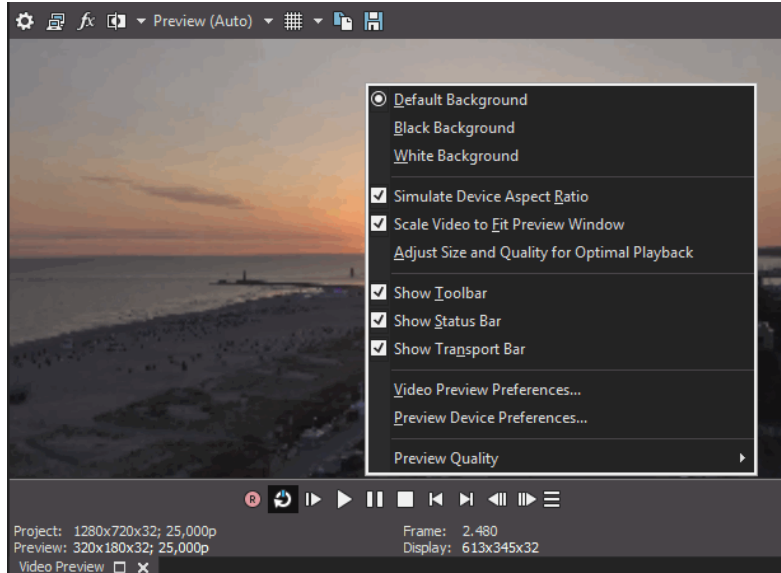 fx Preview (Auto)
Default Background
Black Background
White Background
Simulate Device Aspect Ratio
Scale Video to Fit Preview Window
Adjust Size and Quality for Optimal Playback
Show Toolbar
Show Status Bar
Show Transport Bar
Video Preview Preferences...
Preview Device Preferences...
Preview Quality
R
Project: 1280x720x32; 25,000p
Preview: 320x180x32; 25,000p
Frame: 2.480
Display: 613x345x32
Video Preview